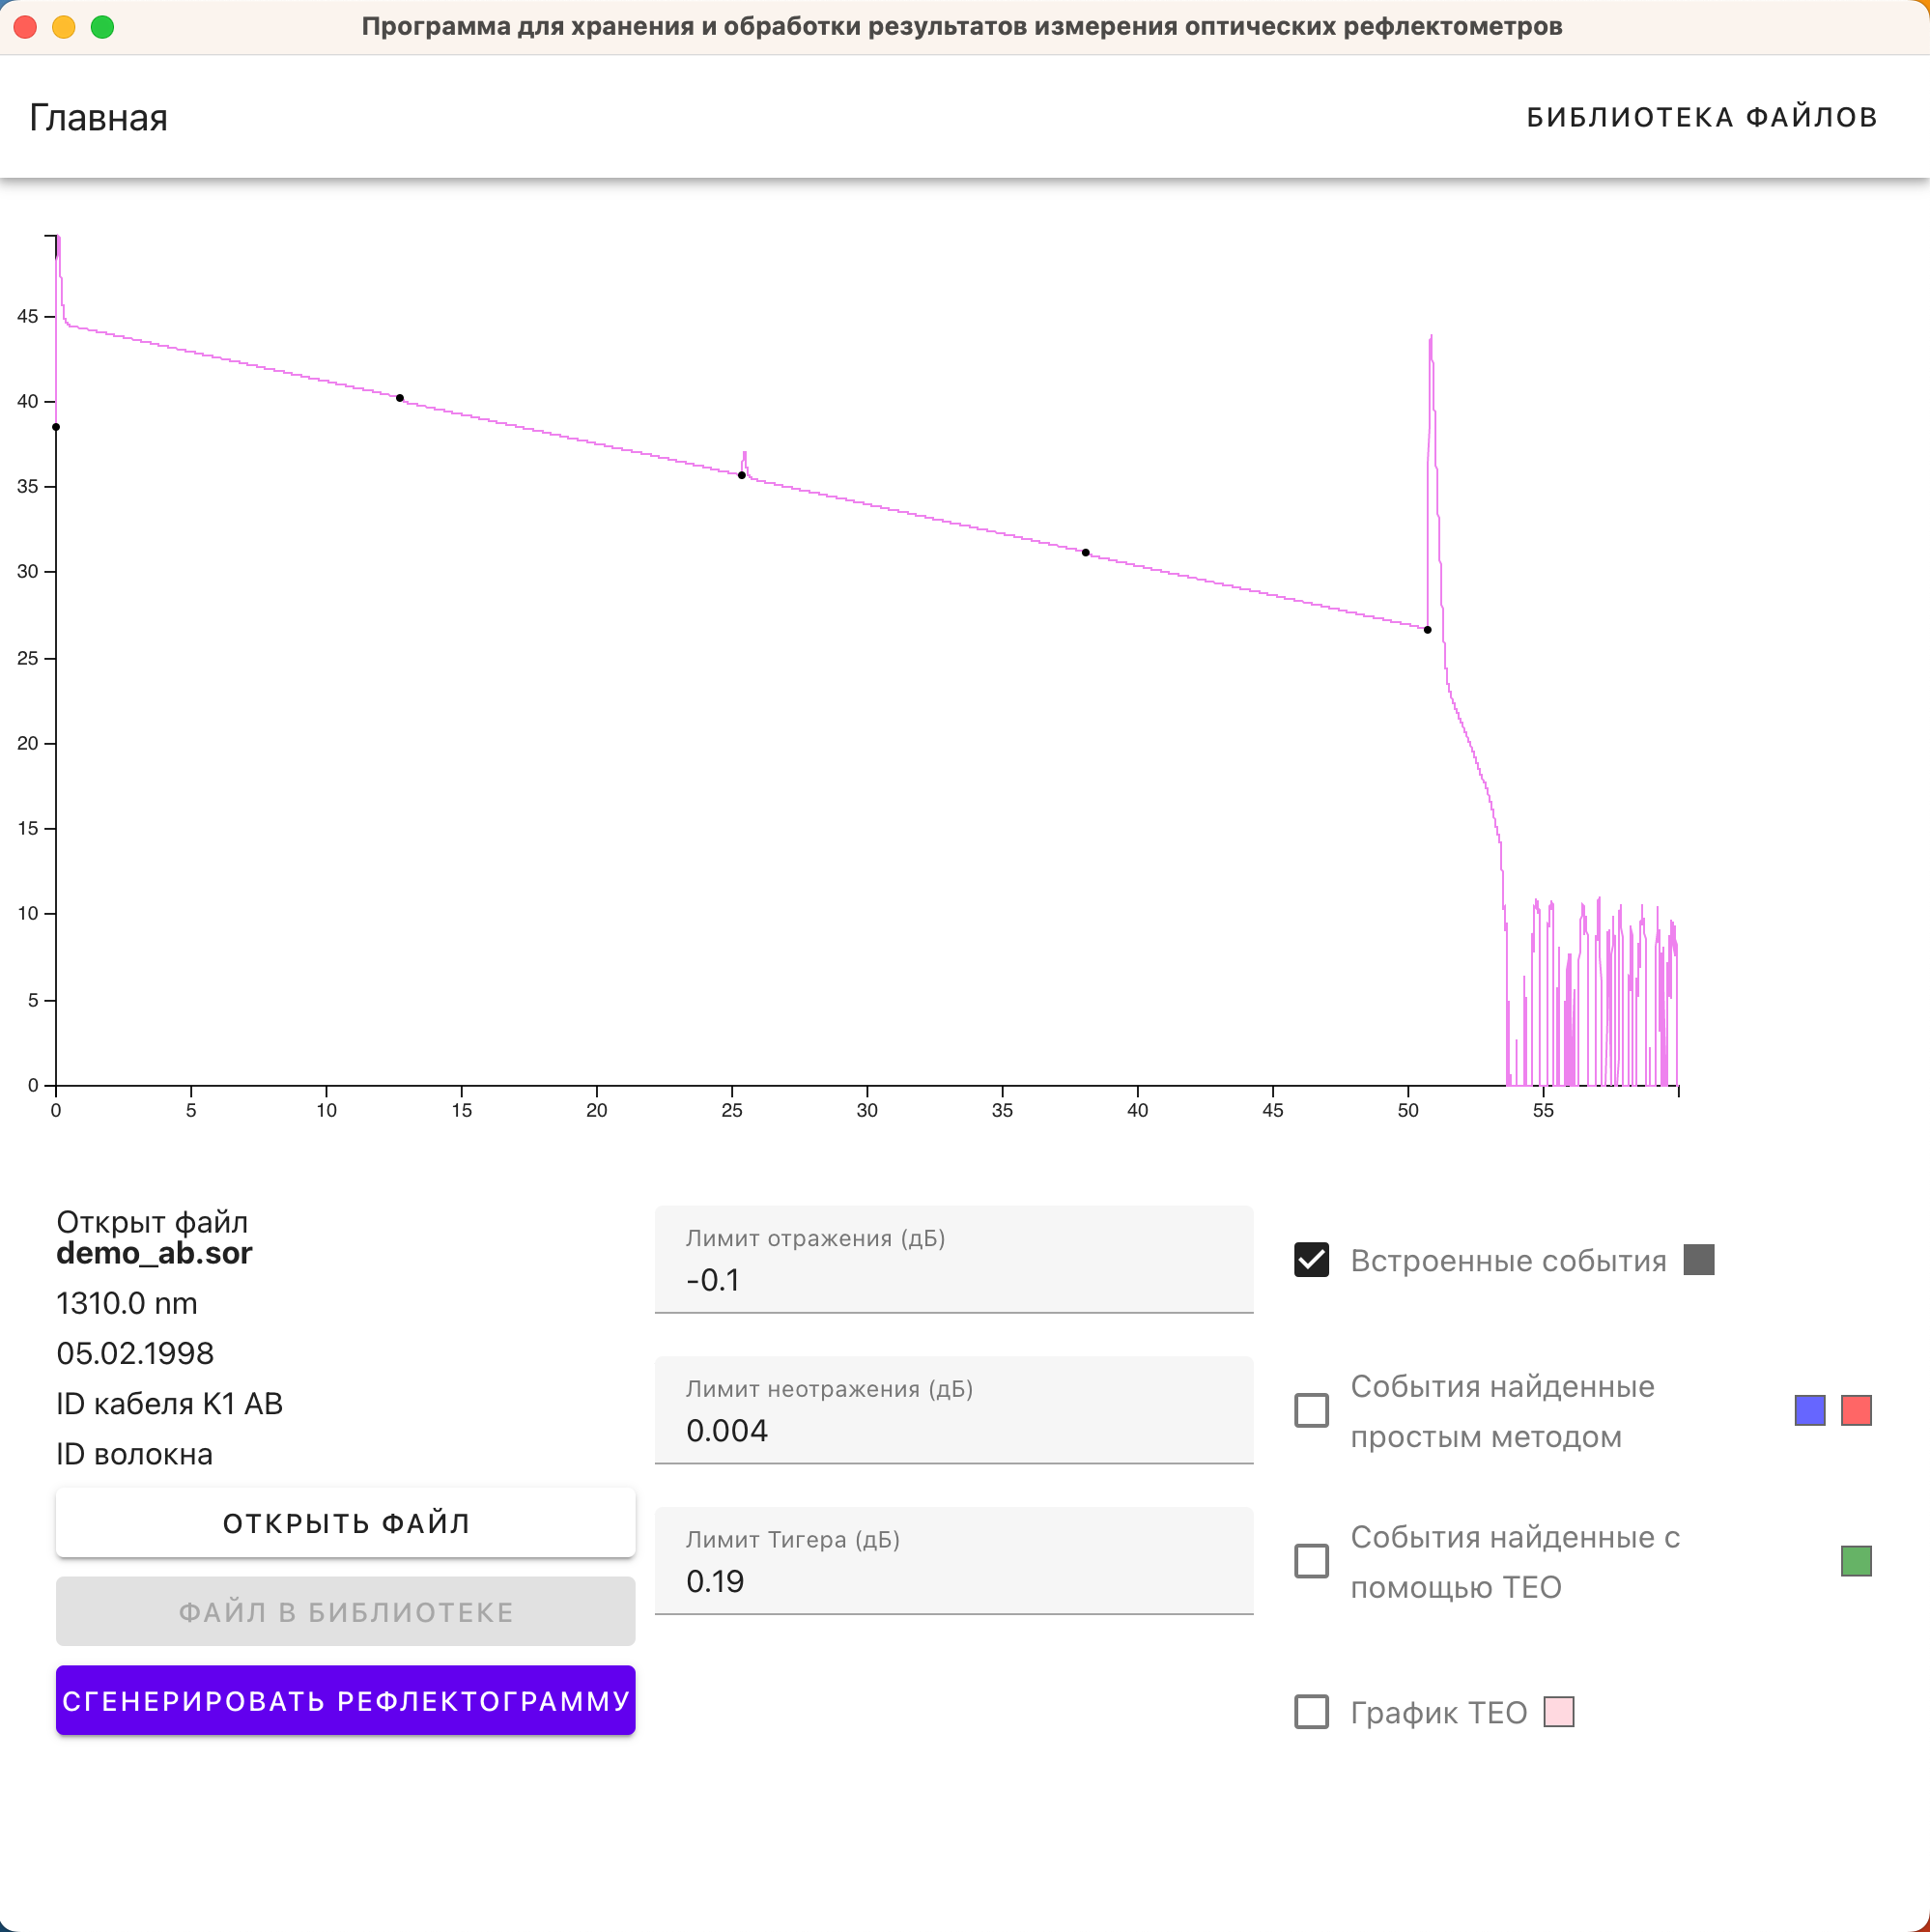 Программа для хранения и обработки результатов измерения оптических рефлектометров
Главная
БИБЛИОТЕКА ФАЙЛОВ
45
40
35
30
25
20
15
10
5
0
0 5 10 15 20 25 30 35 40 45 50 55
Открыт файл
demo_ab.sor
1310.0 nm
05.02.1998
ID кабеля K1 AB
ID волокна
ОТКРЫТЬ ФАЙЛ
ФАЙЛ В БИБЛИОТЕКЕ
СГЕНЕРИРОВАТЬ РЕФЛЕКТОГРАММУ
Лимит отражения (дБ)
-0.1
Лимит неотражения (дБ)
0.004
Лимит Тигера (дБ)
0.19
Встроенные события
События найденные
простым методом
События найденные с
помощью ТЕО
График ТЕО